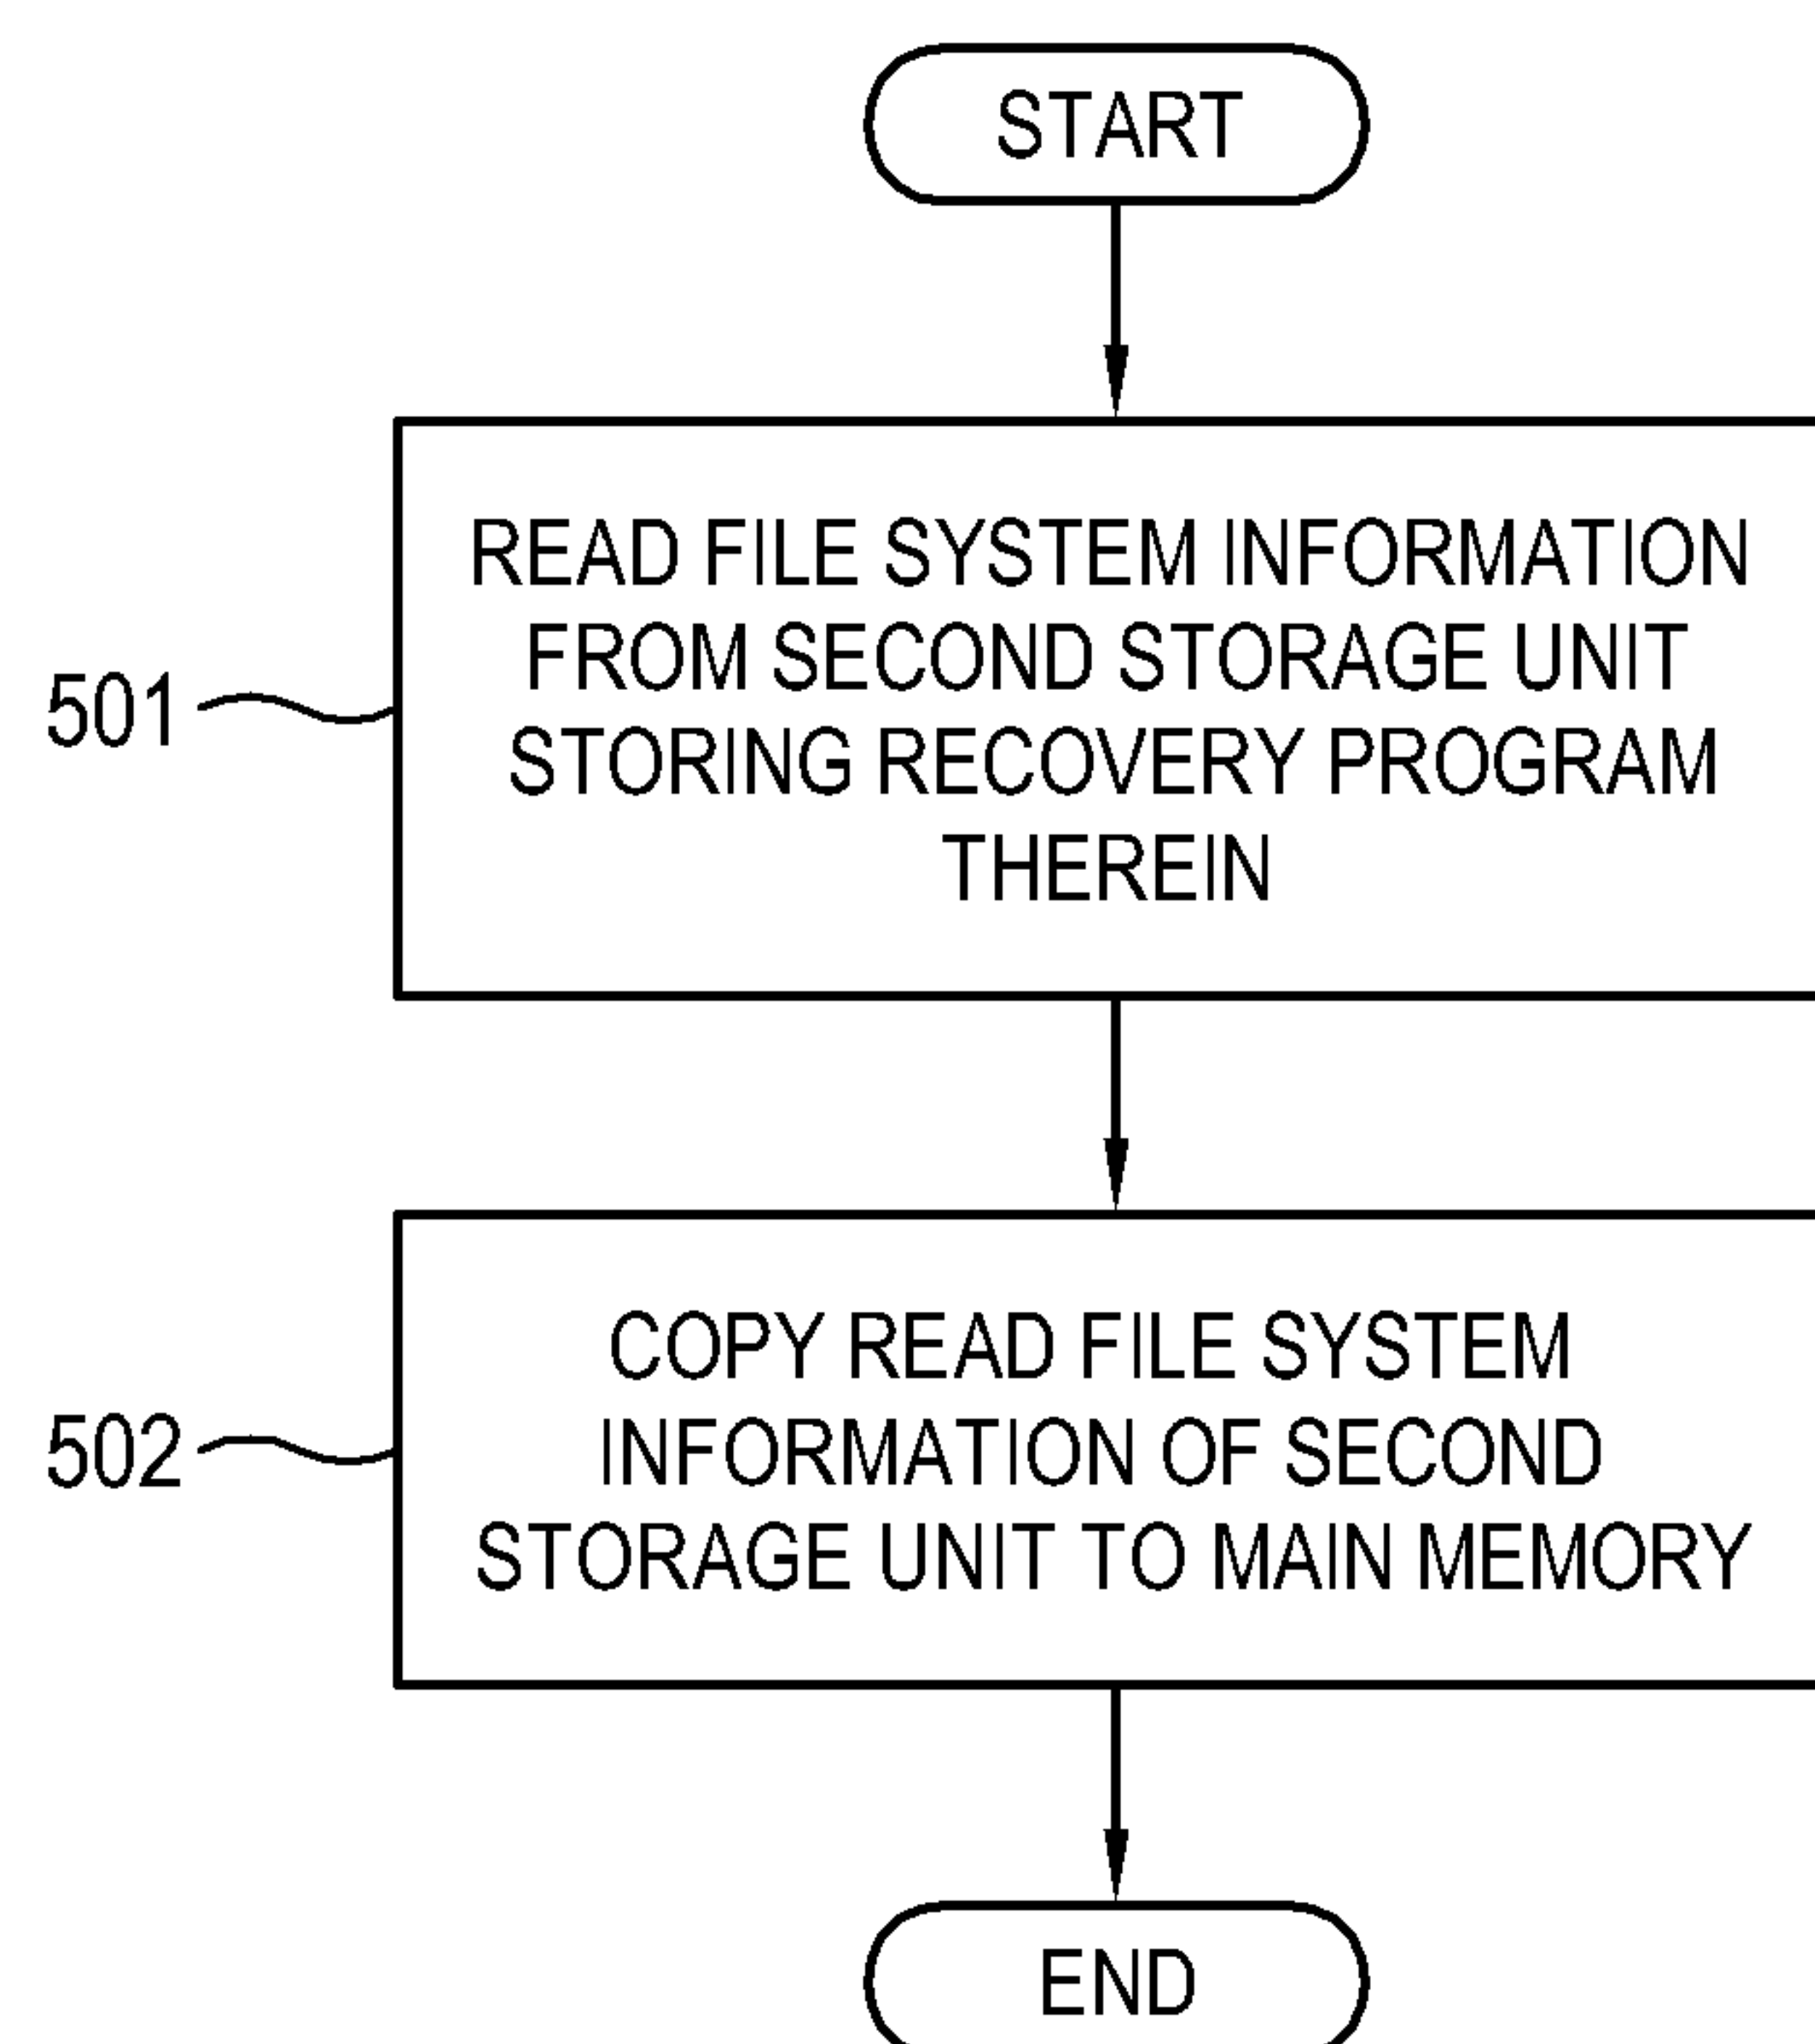 START
READ FILE SYSTEM INFORMATION
FROM SECOND STORAGE UNIT
STORING RECOVERY PROGRAM
THEREIN
501
COPY READ FILE SYSTEM
INFORMATION OF SECOND
STORAGE UNIT TO MAIN MEMORY
502
END